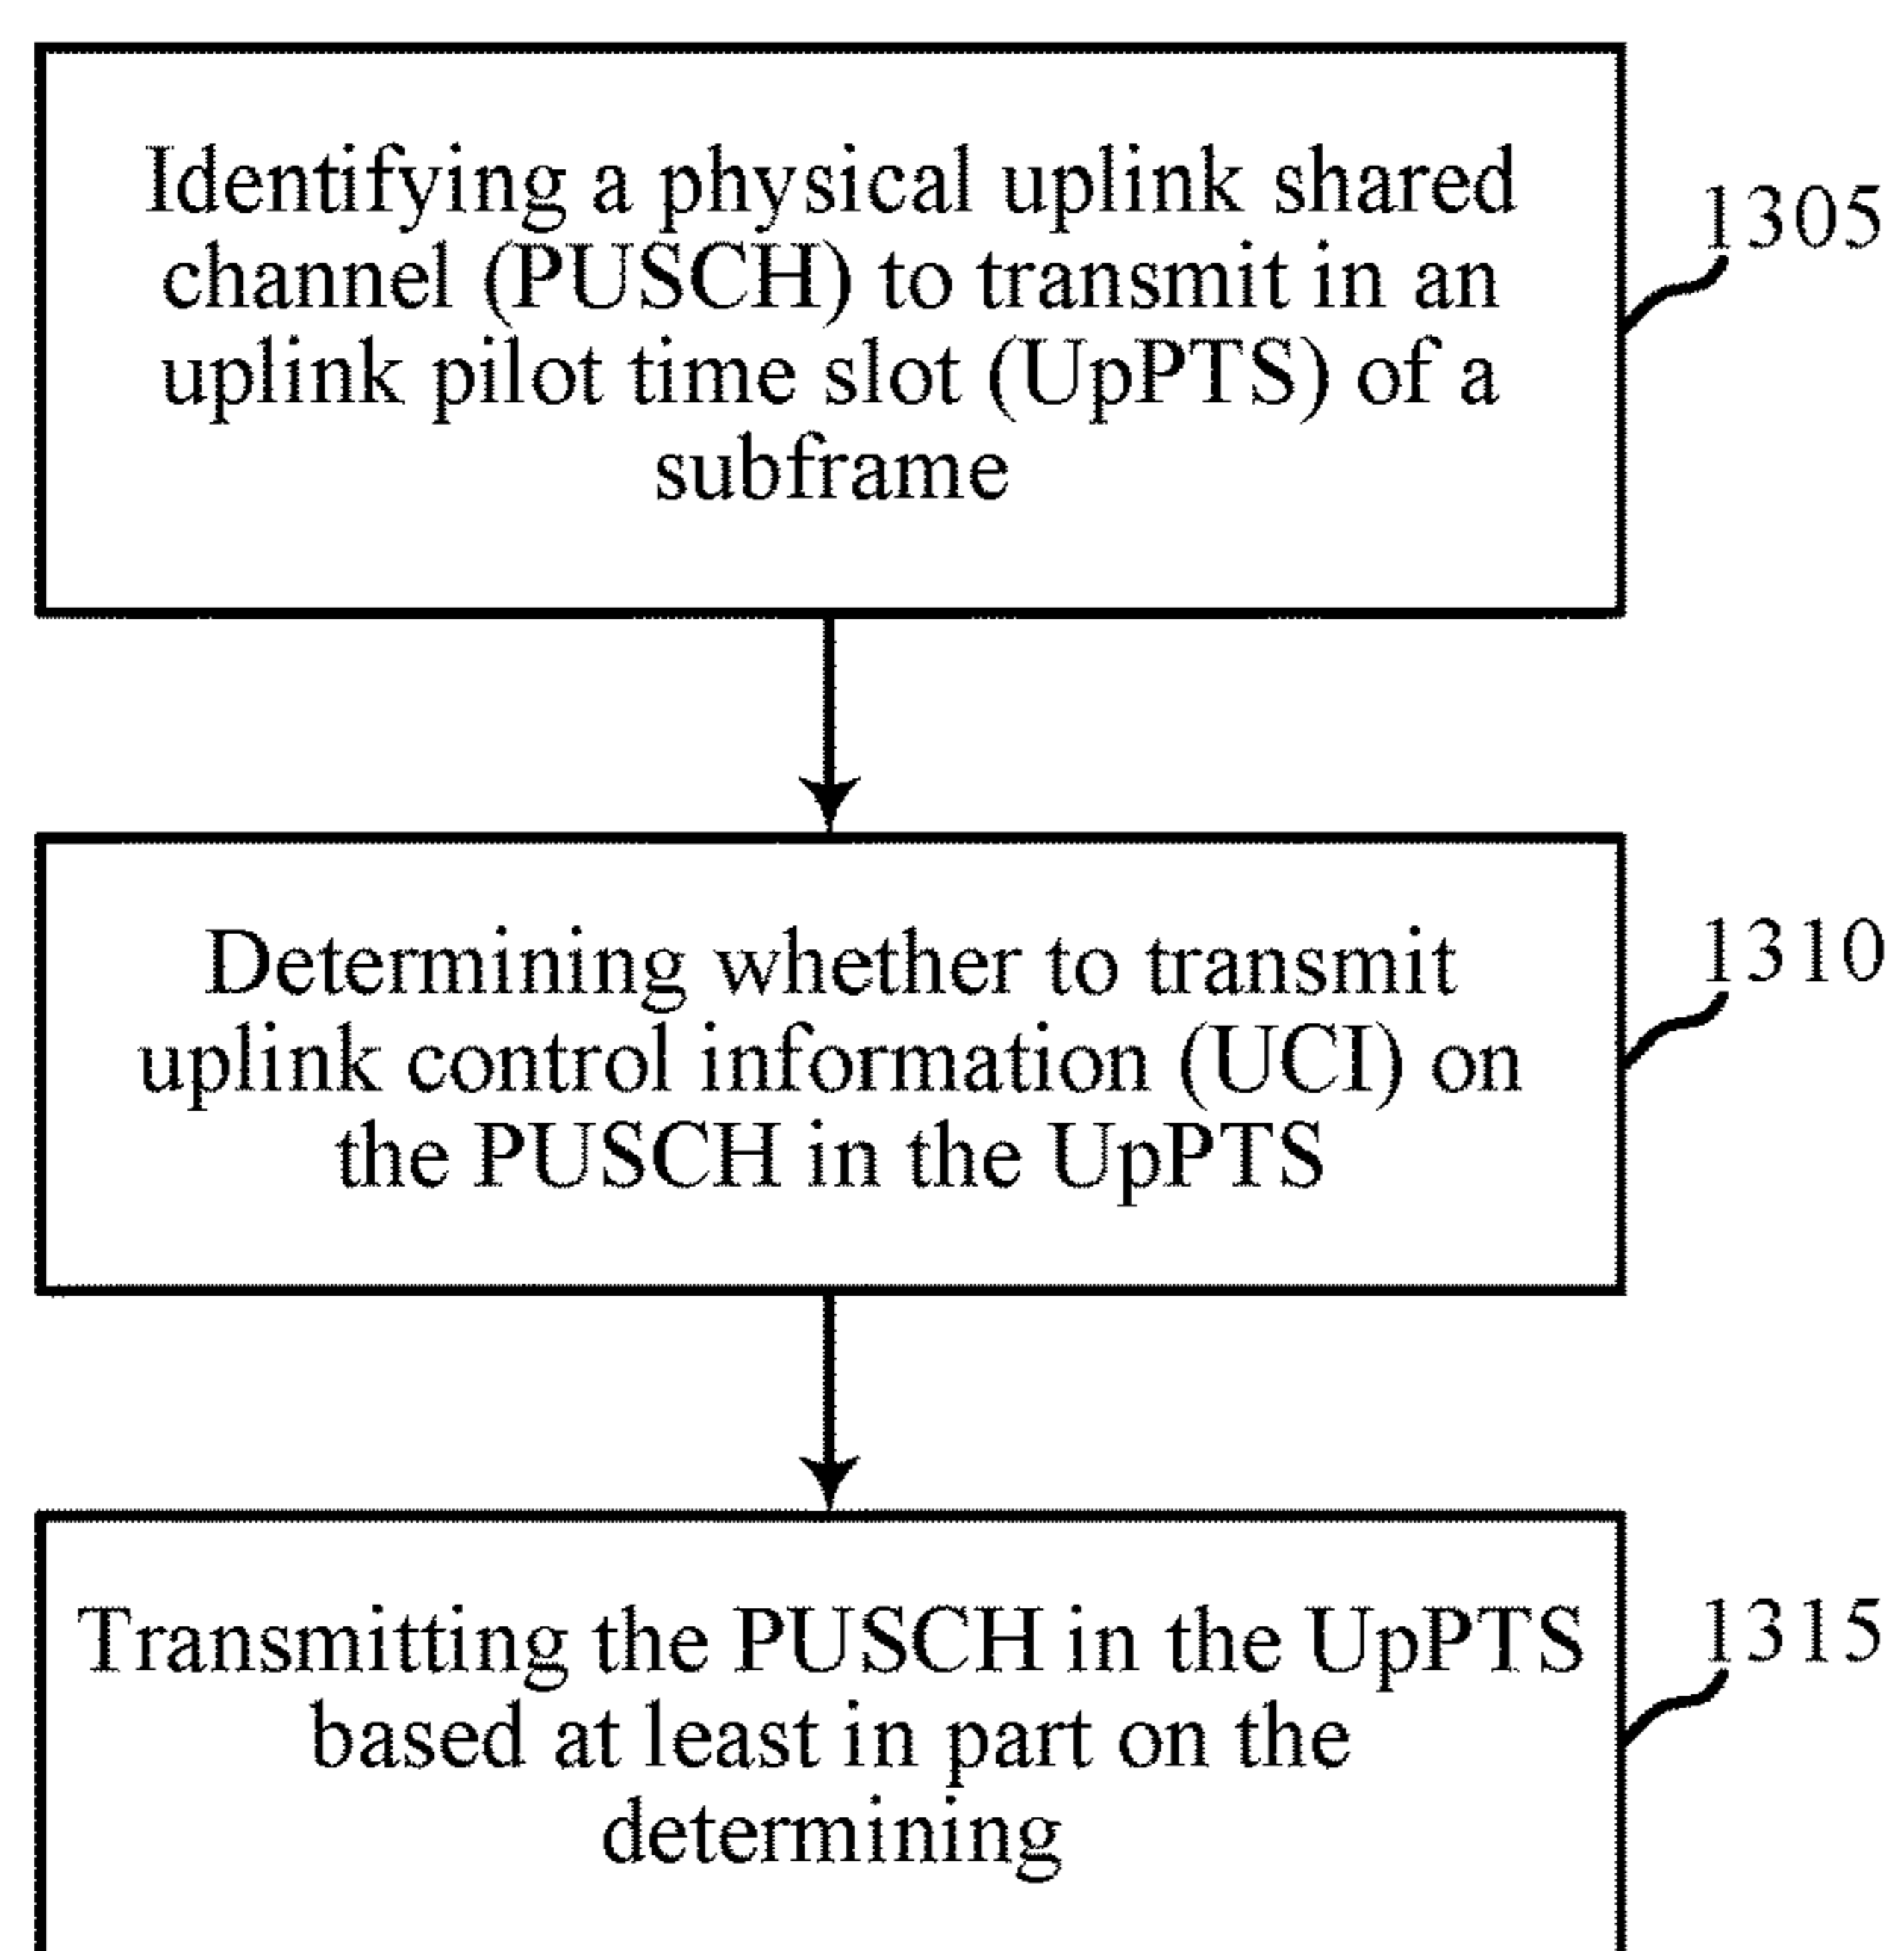 Identifying a physical uplink shared
channel (PUSCH) to transmit in an
uplink pilot time slot (UpPTS) of a
subframe
1305
Determining whether to transmit
uplink control information (UCI) on
the PUSCH in the UpPTS
1310
Transmitting the PUSCH in the UpPTS
based at least in part on the
determining
1315